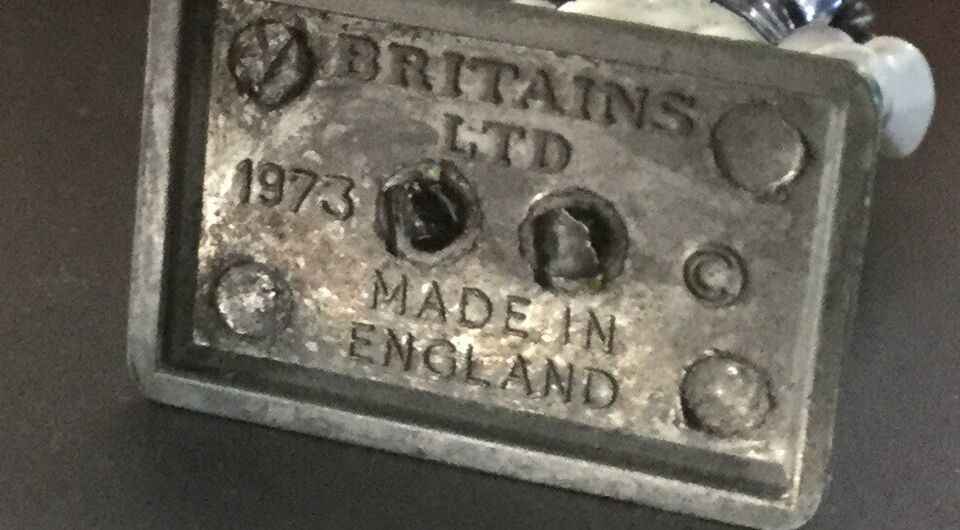 BRITAINS
LTD
1973
©
MADE IN
ENGLAND